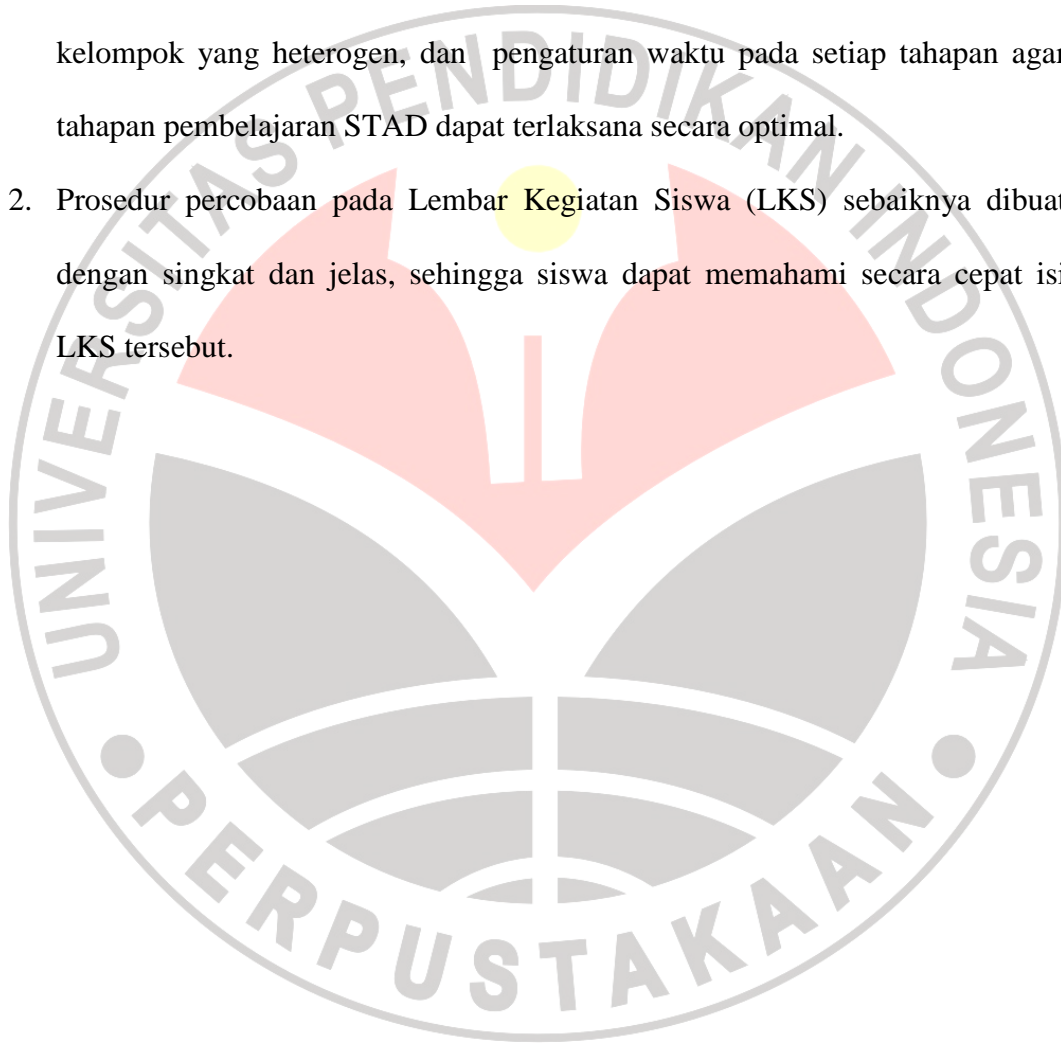 kelompok yang heterogen, dan pengaturan waktu pada setiap tahapan agar
tahapan pembelajaran STAD dapat terlaksana secara optimal.
2. Prosedur percobaan pada Lembar Kegiatan Siswa (LKS) sebaiknya dibuat
dengan singkat dan jelas, sehingga siswa dapat memahami secara cepat isi
LKS tersebut.
UNIVERSITAS PENDIDIKAN INDONESIA
PERPUSTAKAAN